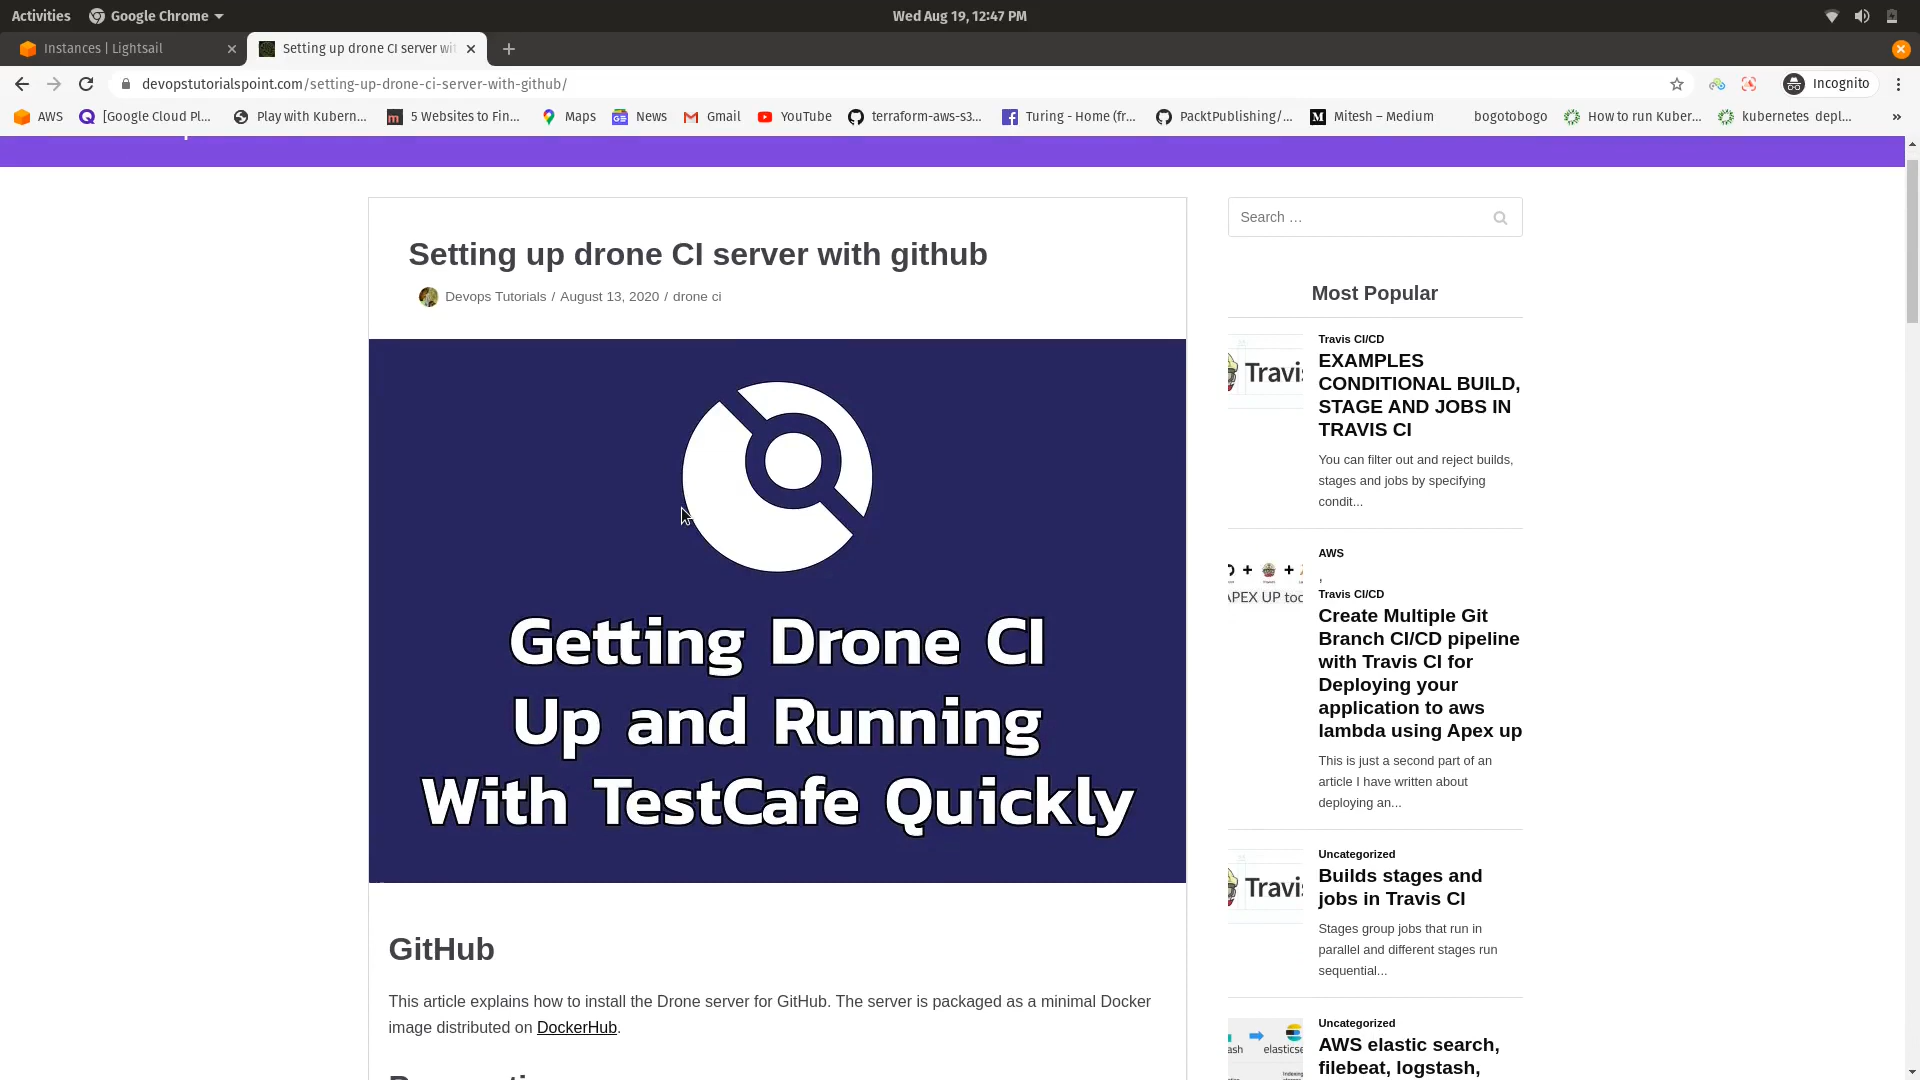 Activities
Google Chrome
Wed Aug 19, 12:47 PM
Instances | Lightsail
Setting up drone CI server wit
devopstutorialspoint.com/setting-up-drone-ci-server-with-github/
Incognito
AWS
[Google Cloud Pl...
Play with Kubern...
5 Websites to Fin...
Maps
News
Gmail
YouTube
terraform-aws-s3...
Turing - Home (fr...
PacktPublishing/...
Mitesh – Medium
bogotobogo
How to run Kuber...
kubernetes depl...
»
Setting up drone CI server with github
Devops Tutorials / August 13, 2020 / drone ci
Getting Drone CI
Up and Running
With TestCafe Quickly
GitHub
This article explains how to install the Drone server for GitHub. The server is packaged as a minimal Docker
image distributed on DockerHub.
Search …
Most Popular
Travis
Travis CI/CD
EXAMPLES
CONDITIONAL BUILD,
STAGE AND JOBS IN
TRAVIS CI
You can filter out and reject builds,
stages and jobs by specifying
condit...
+ +
APEX UP too
AWS
,
Travis CI/CD
Create Multiple Git
Branch CI/CD pipeline
with Travis CI for
Deploying your
application to aws
lambda using Apex up
This is just a second part of an
article I have written about
deploying an...
Travis
Uncategorized
Builds stages and
jobs in Travis CI
Stages group jobs that run in
parallel and different stages run
sequential...
ash elasticse
Uncategorized
AWS elastic search,
filebeat, logstash,